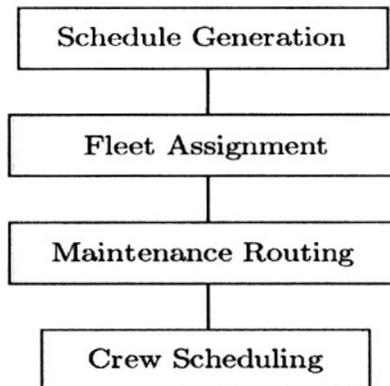 Schedule Generation
Fleet Assignment
Maintenance Routing
Crew Scheduling